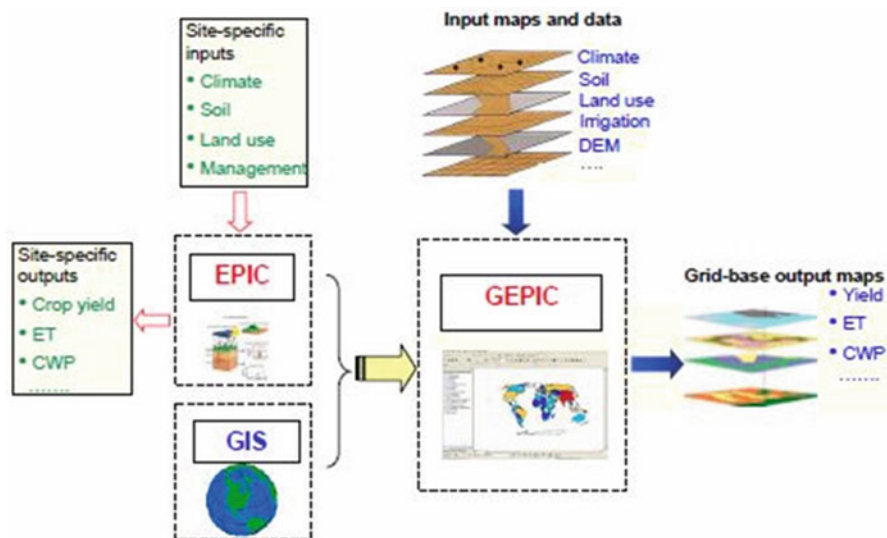 Site-specific
inputs
• Climate
• Soil
• Land use
• Management
Input maps and data
Climate
Soil
Land use
Irrigation
DEM
....
Site-specific
outputs
• Crop yield
• ET
• CWP
.......
EPIC
GIS
GEPIC
Grid-base output maps
• Yield
• ET
• CWP
.......